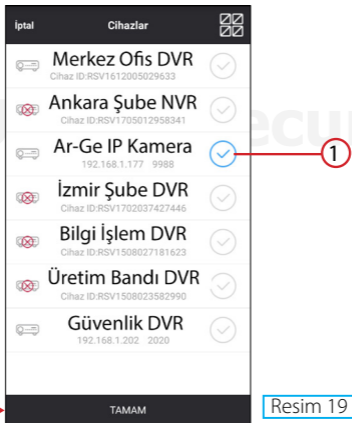 İptal Cihazlar
Merkez Ofis DVR
Cihaz ID:RSV1612005029633
Ankara Şube NVR
Cihaz ID:RSV1705012958341
Ar-Ge IP Kamera
192.168.1.177 9988
1
İzmir Şube DVR
Cihaz ID:RSV1702037427446
Bilgi İşlem DVR
Cihaz ID:RSV1508027181623
Üretim Bandı DVR
Cihaz ID:RSV1508023582990
Güvenlik DVR
192.168.1.202 2020
TAMAM
Resim 19